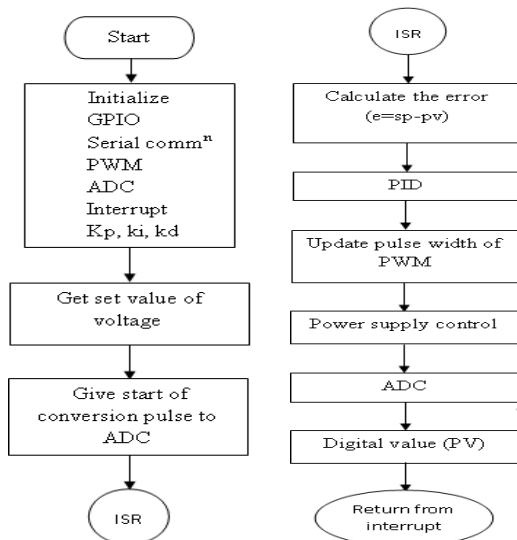 Start
Initialize
GPIO
Serial commⁿ
PWM
ADC
Interrupt
Kp, ki, kd
Get set value of
voltage
Give start of
conversion pulse to
ADC
ISR
ISR
Calculate the error
(e=sp-pv)
PID
Update pulse width of
PWM
Power supply control
ADC
Digital value (PV)
Return from
interrupt